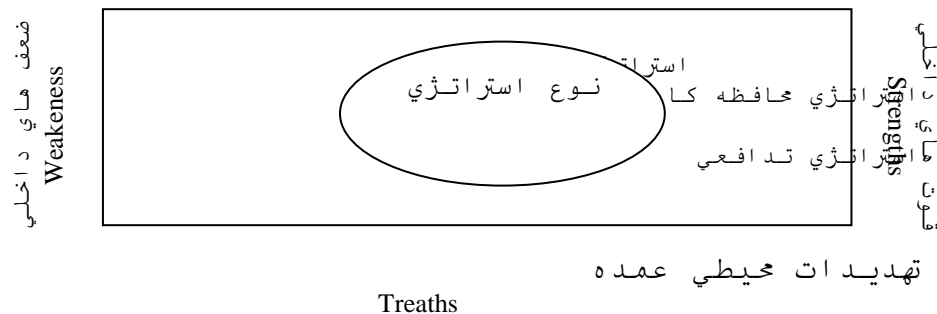 ضعف هاي داخلي
Weakeness
نوع استراتژي
استراتژي محافظه كا
استراتژي تدافعي
Strengths
قوت هاي داخلي
تهديدات محيطي عمده
Treaths